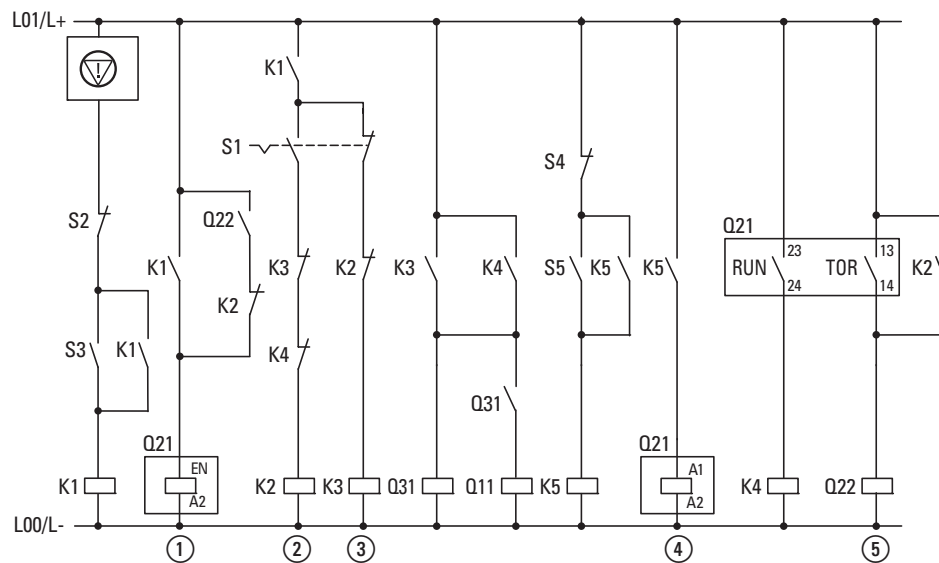 L01/L+
K1
S1
S4
S2
Q22
Q21
K1
K3
K2
K3
K4
S5
K5
K5
RUN
23
24
TOR
13
14
K2
K2
S3
K1
K4
Q31
Q21
EN
A2
Q21
A1
A2
K1
K2
K3
Q31
Q11
K5
K4
Q22
L00/L-
1
2
3
4
5